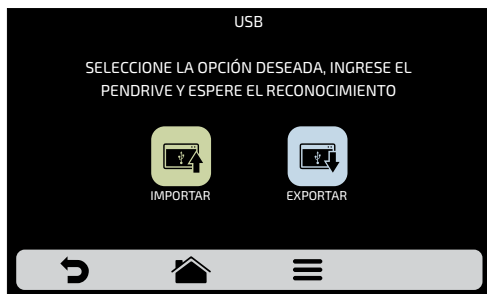 USB
SELECCIONE LA OPCIÓN DESEADA, INGRESE EL
PENDRIVE Y ESPERE EL RECONOCIMIENTO
IMPORTAR
EXPORTAR